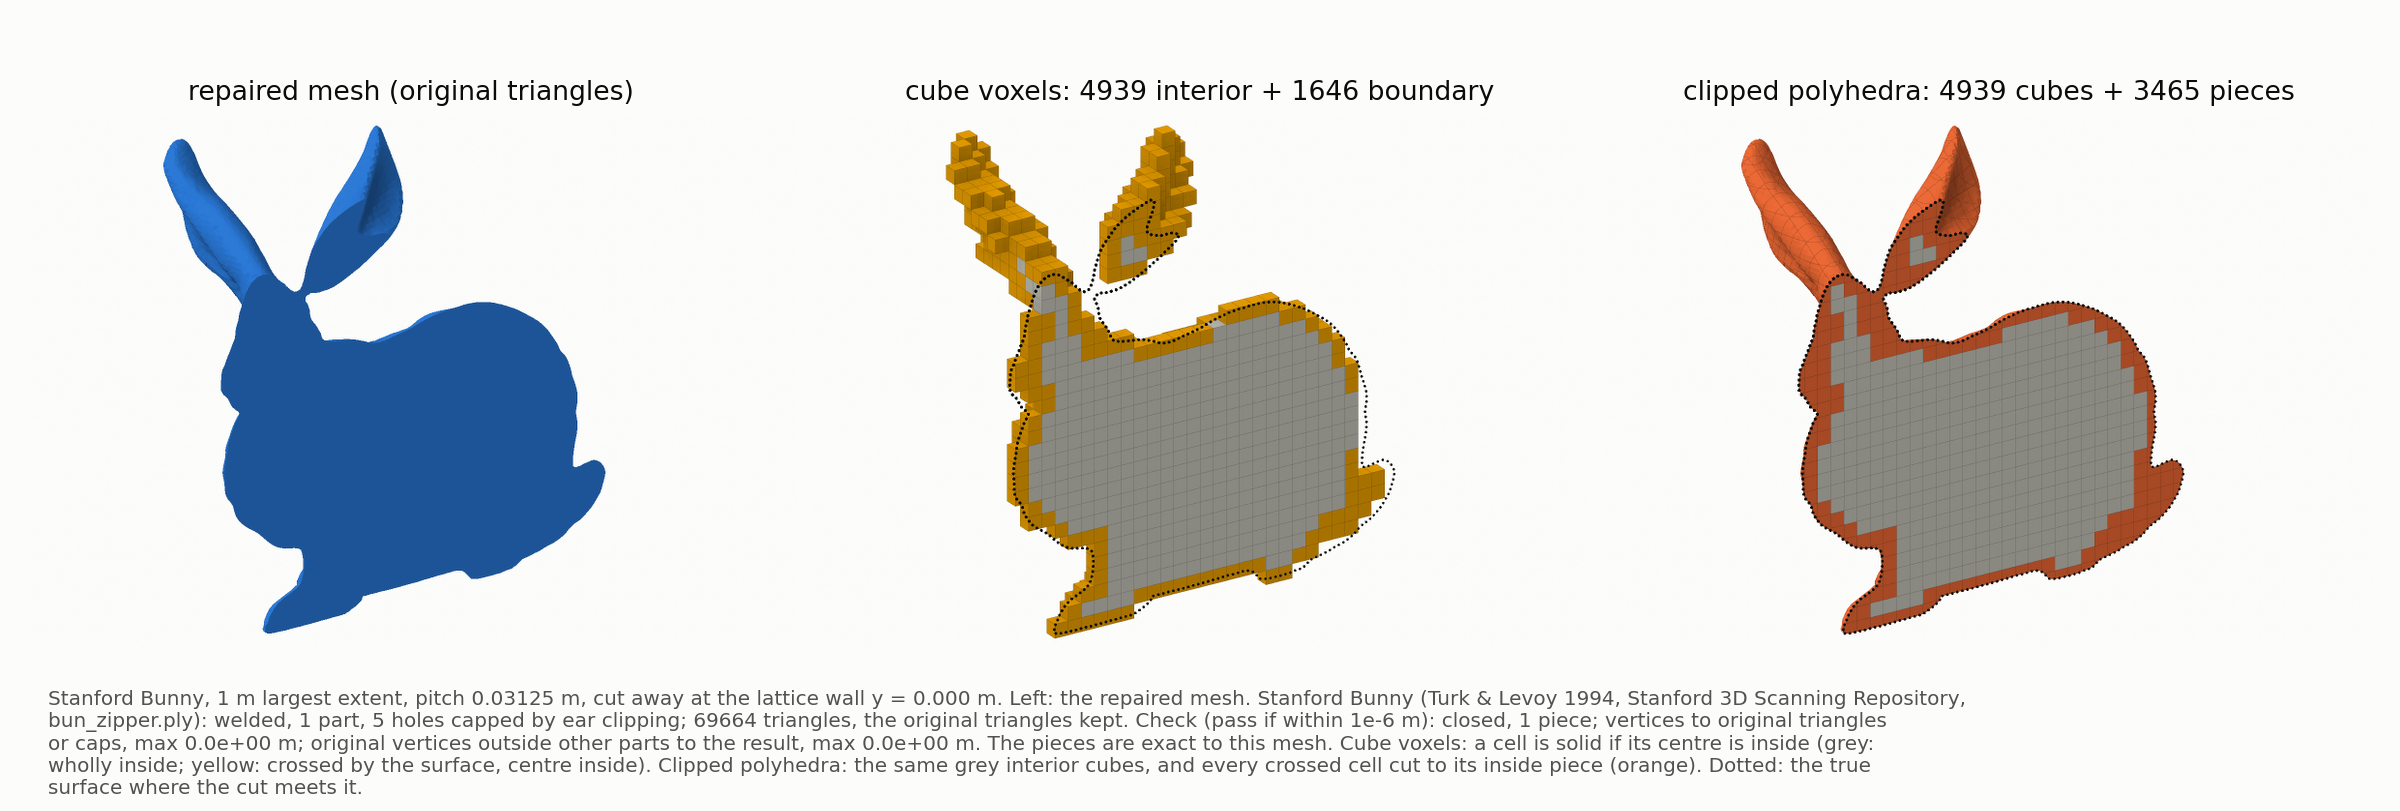 repaired mesh (original triangles)
cube voxels: 4939 interior + 1646 boundary
clipped polyhedra: 4939 cubes + 3465 pieces
Stanford Bunny, 1 m largest extent, pitch 0.03125 m, cut away at the lattice wall y = 0.000 m. Left: the repaired mesh. Stanford Bunny (Turk & Levoy 1994, Stanford 3D Scanning Repository,
bun_zipper.ply): welded, 1 part, 5 holes capped by ear clipping; 69664 triangles, the original triangles kept. Check (pass if within 1e-6 m): closed, 1 piece; vertices to original triangles
or caps, max 0.0e+00 m; original vertices outside other parts to the result, max 0.0e+00 m. The pieces are exact to this mesh. Cube voxels: a cell is solid if its centre is inside (grey:
wholly inside; yellow: crossed by the surface, centre inside). Clipped polyhedra: the same grey interior cubes, and every crossed cell cut to its inside piece (orange). Dotted: the true
surface where the cut meets it.